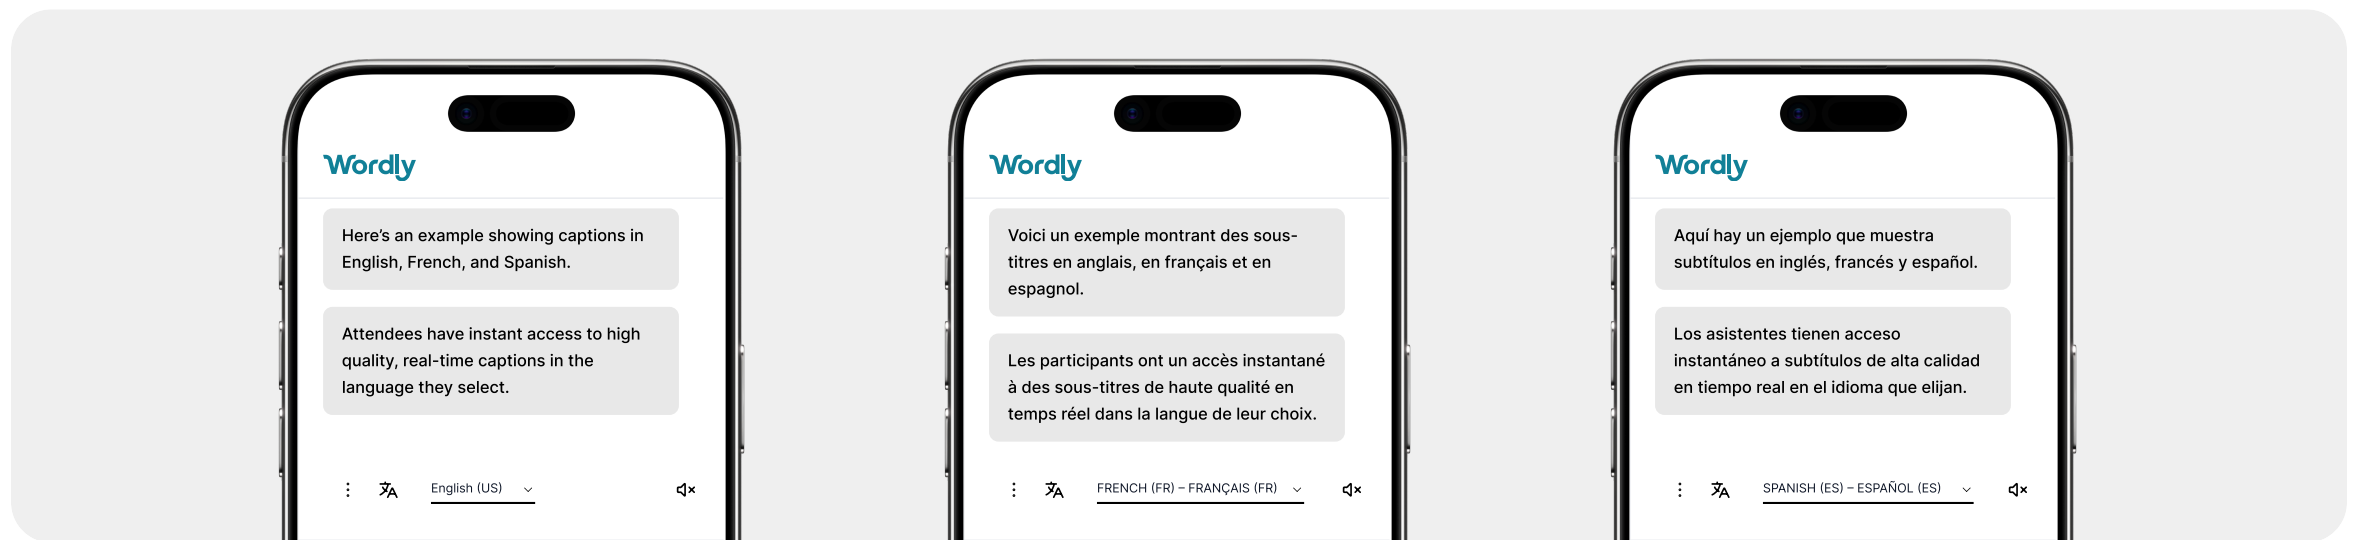 Wordly
Here’s an example showing captions in
English, French, and Spanish.
Attendees have instant access to high
quality, real-time captions in the
language they select.
English (US)
Wordly
Voici un exemple montrant des sous-
titres en anglais, en français et en
espagnol.
Les participants ont un accès instantané
à des sous-titres de haute qualité en
temps réel dans la langue de leur choix.
FRENCH (FR) – FRANÇAIS (FR)
Wordly
Aquí hay un ejemplo que muestra
subtítulos en inglés, francés y español.
Los asistentes tienen acceso
instantáneo a subtítulos de alta calidad
en tiempo real en el idioma que elijan.
SPANISH (ES) – ESPAÑOL (ES)